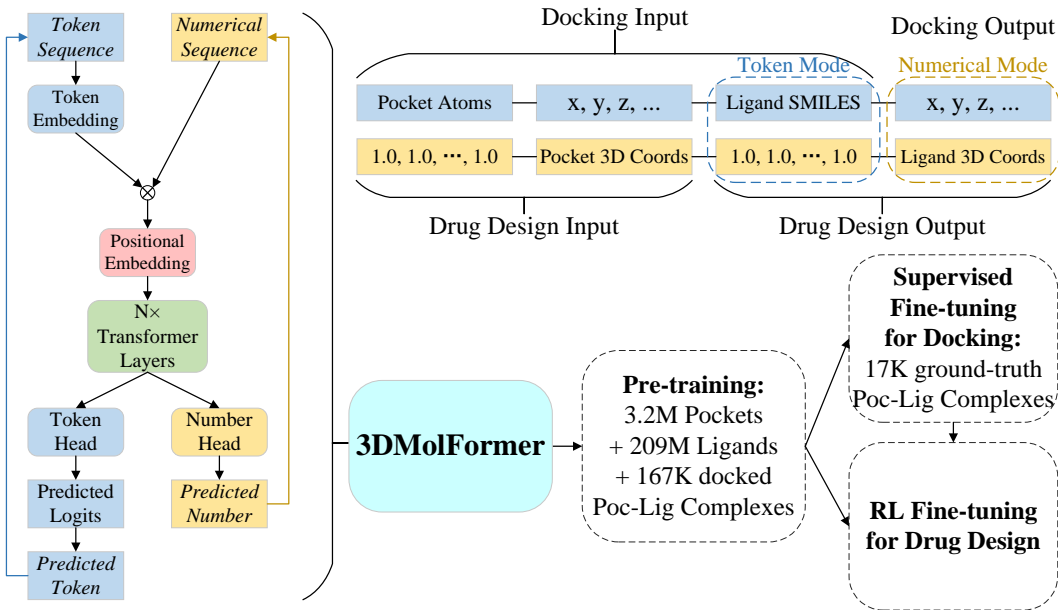 Token
Sequence
Numerical
Sequence
Token
Embedding
⊗
Positional
Embedding
N×
Transformer
Layers
Token
Head
Number
Head
Predicted
Logits
Predicted
Number
Predicted
Token
Docking Input
Docking Output
Token Mode
Numerical Mode
Pocket Atoms
x, y, z, ...
Ligand SMILES
x, y, z, ...
1.0, 1.0, ⋯, 1.0
Pocket 3D Coords
1.0, 1.0, ⋯, 1.0
Ligand 3D Coords
Drug Design Input
Drug Design Output
3DMolFormer
Pre-training:
3.2M Pockets
+ 209M Ligands
+ 167K docked
Poc-Lig Complexes
Supervised
Fine-tuning
for Docking:
17K ground-truth
Poc-Lig Complexes
RL Fine-tuning
for Drug Design